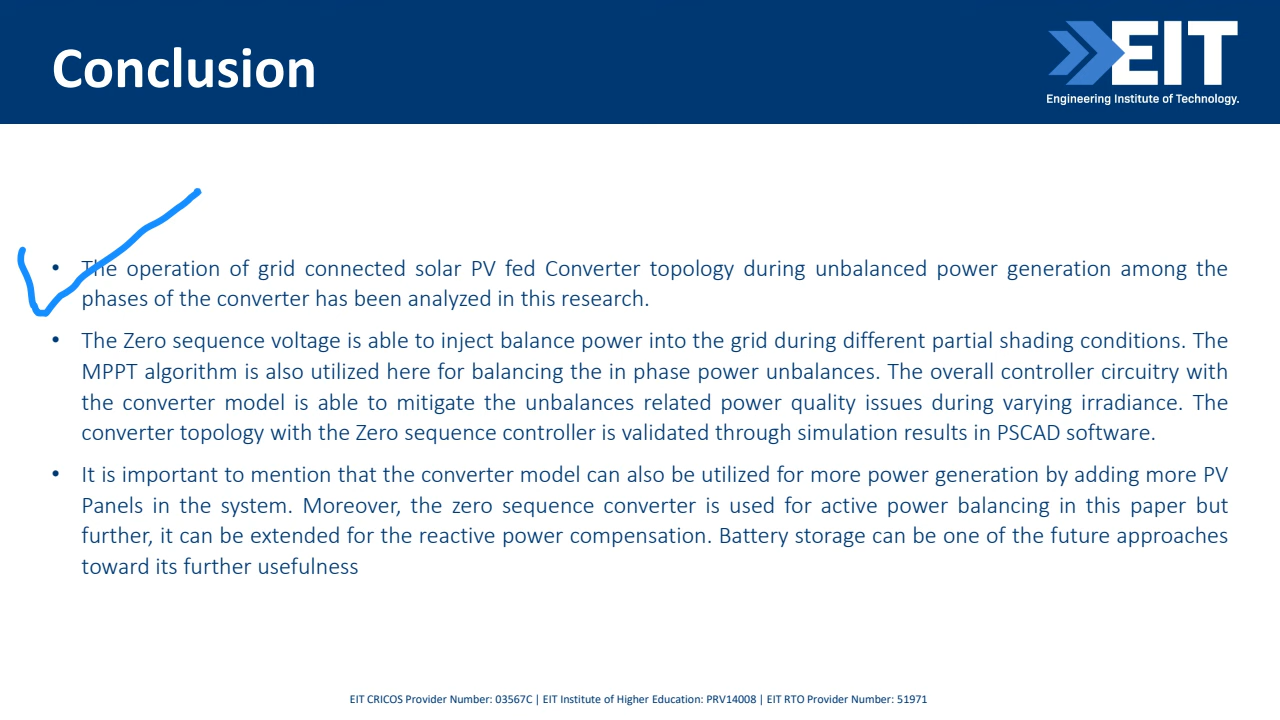 Conclusion
EIT
Engineering Institute of Technology.
• The operation of grid connected solar PV fed Converter topology during unbalanced power generation among the
phases of the converter has been analyzed in this research.
• The Zero sequence voltage is able to inject balance power into the grid during different partial shading conditions. The
MPPT algorithm is also utilized here for balancing the in phase power unbalances. The overall controller circuitry with
the converter model is able to mitigate the unbalances related power quality issues during varying irradiance. The
converter topology with the Zero sequence controller is validated through simulation results in PSCAD software.
• It is important to mention that the converter model can also be utilized for more power generation by adding more PV
Panels in the system. Moreover, the zero sequence converter is used for active power balancing in this paper but
further, it can be extended for the reactive power compensation. Battery storage can be one of the future approaches
toward its further usefulness
EIT CRICOS Provider Number: 03567C | EIT Institute of Higher Education: PRV14008 | EIT RTO Provider Number: 51971